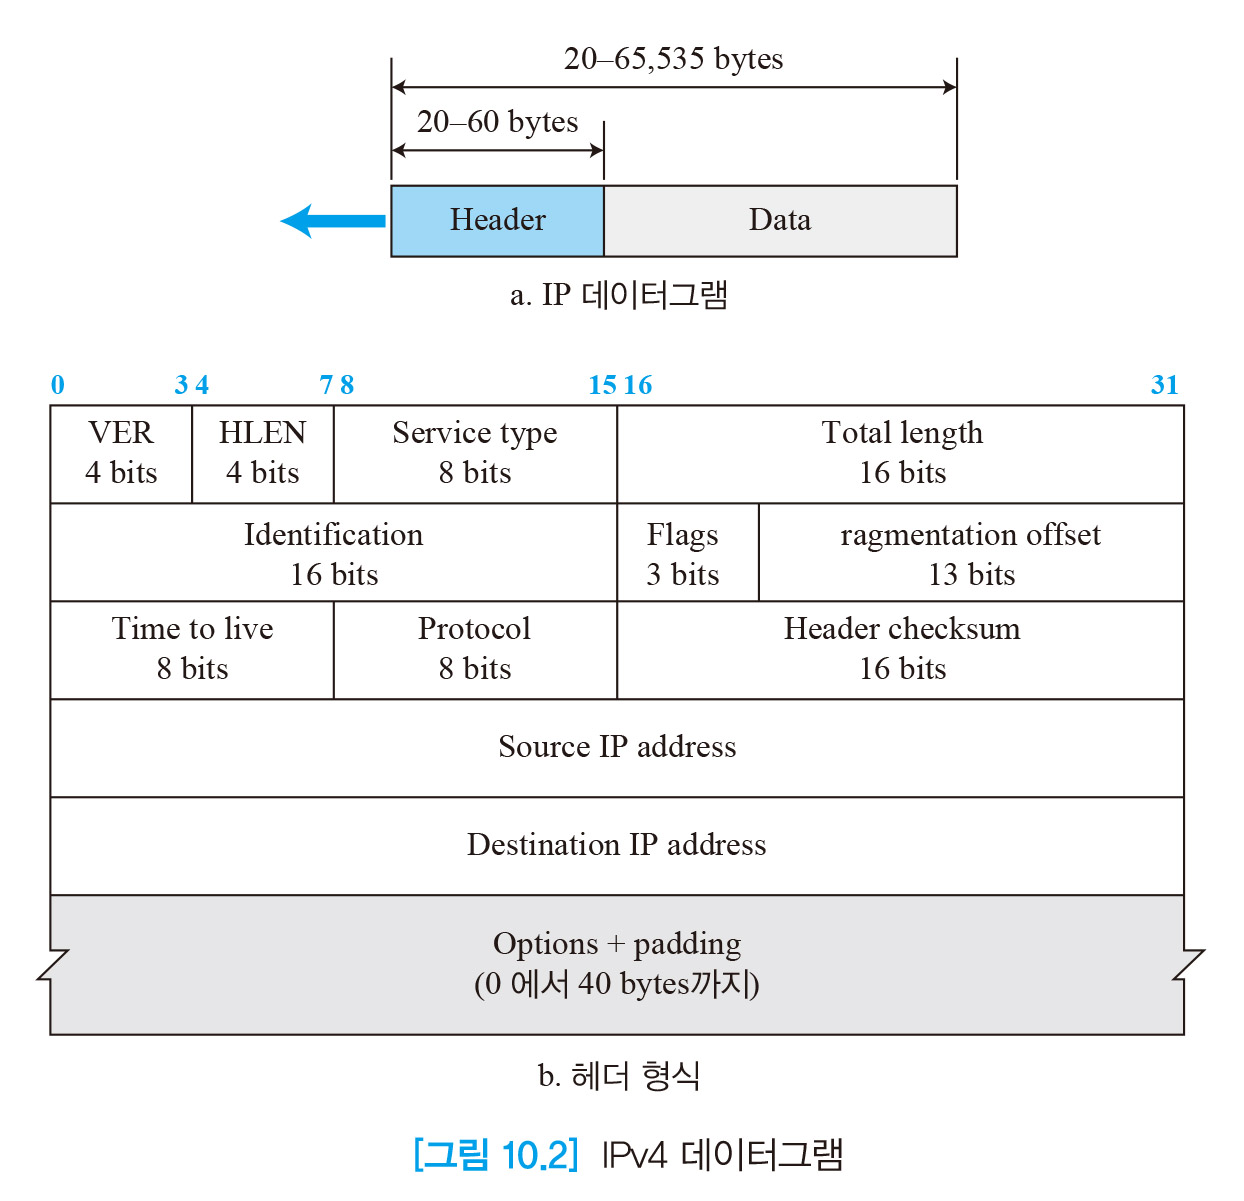 20–65,535 bytes
20–60 bytes
Header Data
a. IP 데이터그램
0 3 4 7 8 15 16 31
VER HLEN Service type Total length
4 bits 4 bits 8 bits 16 bits
Identification Flags ragmentation offset
16 bits 3 bits 13 bits
Time to live Protocol Header checksum
8 bits 8 bits 16 bits
Source IP address
Destination IP address
Options + padding
(0 에서 40 bytes까지)
b. 헤더 형식
[그림 10.2] IPv4 데이터그램